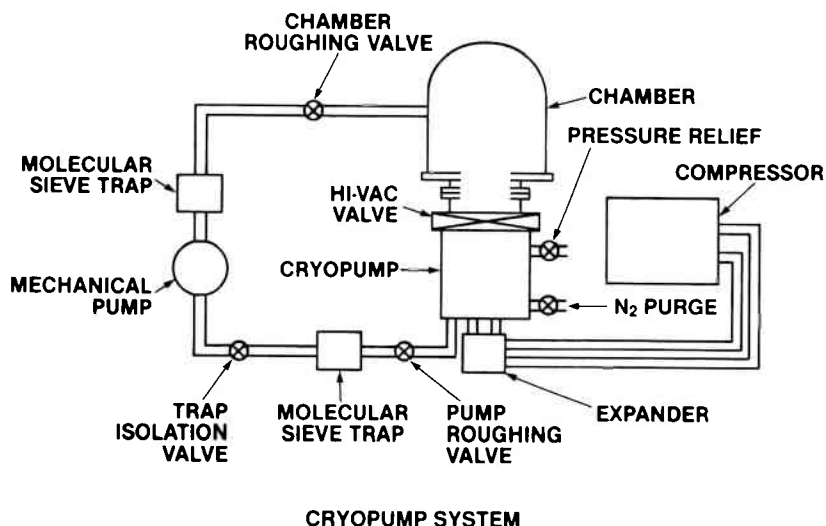 CHAMBER
ROUGHING VALVE
CHAMBER
PRESSURE RELIEF
COMPRESSOR
MOLECULAR
SIEVE TRAP
HI-VAC
VALVE
CRYOPUMP
MECHANICAL
PUMP
N₂ PURGE
TRAP
ISOLATION
VALVE
MOLECULAR
SIEVE TRAP
PUMP
ROUGHING
VALVE
EXPANDER
CRYOPUMP SYSTEM